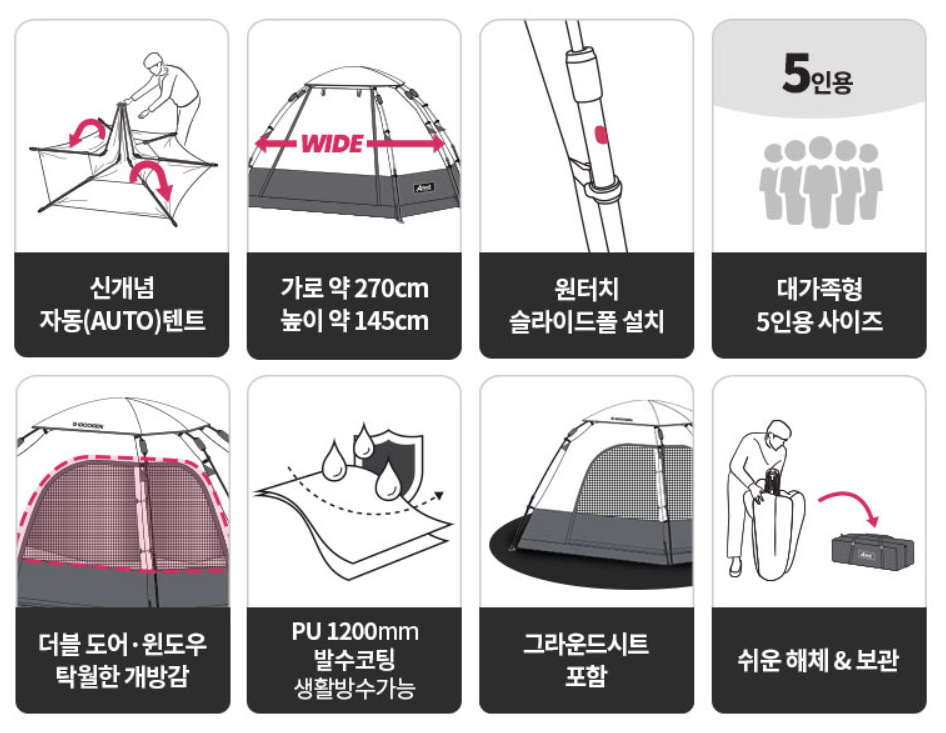 신개념
자동(AUTO)텐트
WIDE
가로 약 270cm
높이 약 145cm
원터치
슬라이드폴 설치
5인용
대가족형
5인용 사이즈
더블 도어·윈도우
탁월한 개방감
PU 1200mm
발수코팅
생활방수가능
그라운드시트
포함
쉬운 해체 & 보관